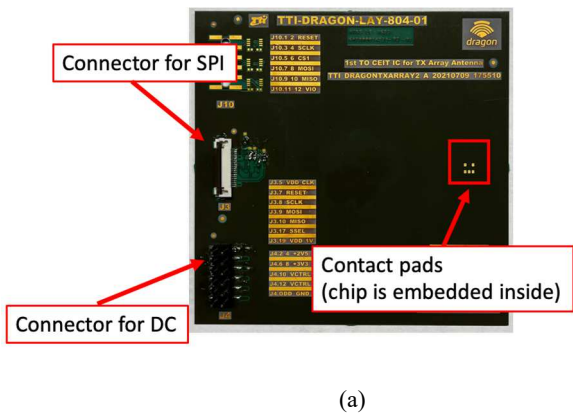 TTi
TTI-DRAGON-LAY-804-01
dragon
J10.1 2 RESET
J10.3 4 SCLK
J10.5 6 CS1
J10.7 8 MOSI
J10.9 10 MISO
J10.11 12 VIO
1st TO CEIT IC for TX Array Antenna
TTI DRAGONTXARRAY2 A 20210709_175510
Connector for SPI
J10
J3
J3.5 VDD CLK
J3.7 RESET
J3.8 SCLK
J3.9 MOSI
J3.10 MISO
J3.17 SSEL
J3.19 VDD 1V
J4.2 4 +2V5
J4.6 8 +3V3
J4.10 VCTRL
J4.12 VCTRL
J4.ODD GND
Contact pads
(chip is embedded inside)
Connector for DC
(a)